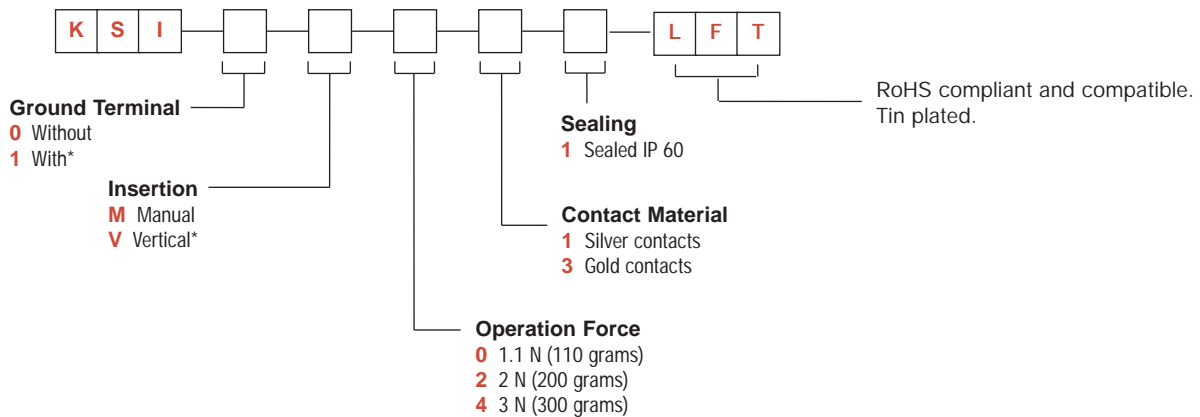 K S I L F T
RoHS compliant and compatible.
Tin plated.
Ground Terminal
0 Without
1 With*
Insertion
M Manual
V Vertical*
Operation Force
0 1.1 N (110 grams)
2 2 N (200 grams)
4 3 N (300 grams)
Contact Material
1 Silver contacts
3 Gold contacts
Sealing
1 Sealed IP 60